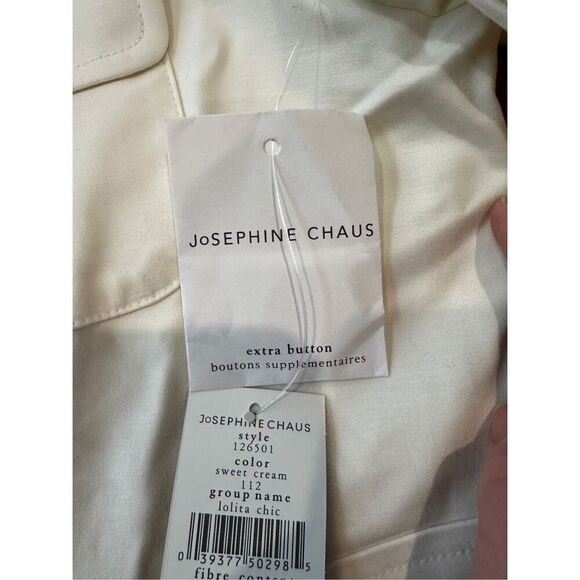 JoSEPHINE CHAUS
extra button
boutons supplementaires
JoSEPHINE CHAUS
style
126501
color
sweet cream
112
group name
lolita chic
0 39377 50298 5
fibre